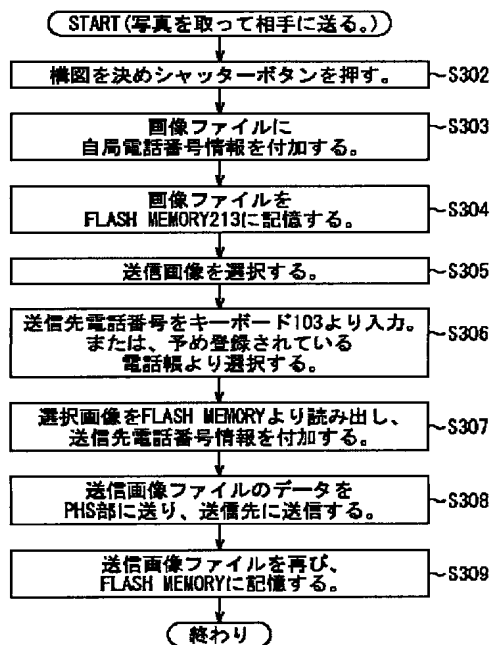 START(写真を取って相手に送る。)
構図を決めシャッターボタンを押す。
S302
画像ファイルに
自局電話番号情報を付加する。
S303
画像ファイルを
FLASH MEMORY213に記憶する。
S304
送信画像を選択する。
S305
送信先電話番号をキーボード103より入力。
または、予め登録されている
電話帳より選択する。
S306
選択画像をFLASH MEMORYより読み出し、
送信先電話番号情報を付加する。
S307
送信画像ファイルのデータを
PHS部に送り、送信先に送信する。
S308
送信画像ファイルを再び、
FLASH MEMORYに記憶する。
S309
終わり